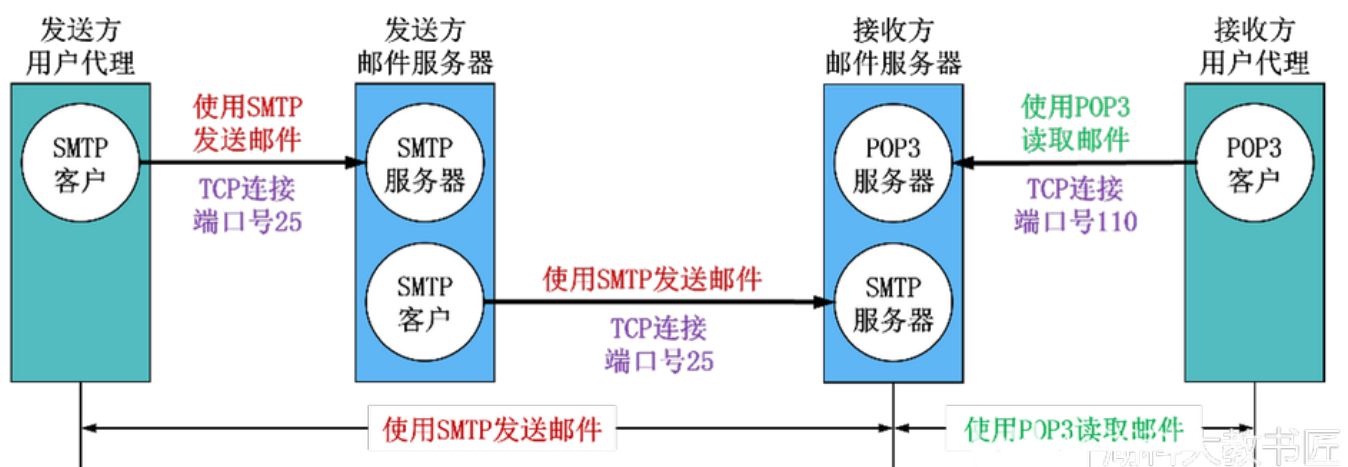 发送方
用户代理
发送方
邮件服务器
接收方
邮件服务器
接收方
用户代理
SMTP
客户
使用SMTP
发送邮件
TCP连接
端口号25
SMTP
服务器
POP3
服务器
使用POP3
读取邮件
TCP连接
端口号110
POP3
客户
SMTP
客户
使用SMTP发送邮件
TCP连接
端口号25
SMTP
服务器
使用SMTP发送邮件
使用POP3读取邮件
湖科大教书匠